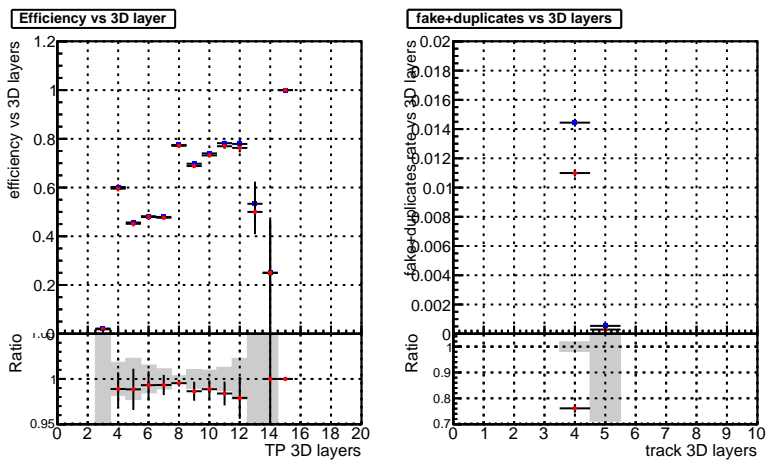 Efficiency vs 3D layer
efficiency vs 3D layers
1.2
1
0.8
0.6
0.4
0.2
0
Ratio
1
0.95
0 2 4 6 8 10 12 14 16 18 20
TP 3D layers
fake+duplicates vs 3D layers
fake+duplicates rate vs 3D layers
0.02
0.018
0.016
0.014
0.012
0.01
0.008
0.006
0.004
0.002
0
Ratio
1
0.9
0.8
0.7
0 1 2 3 4 5 6 7 8 9 10
track 3D layers